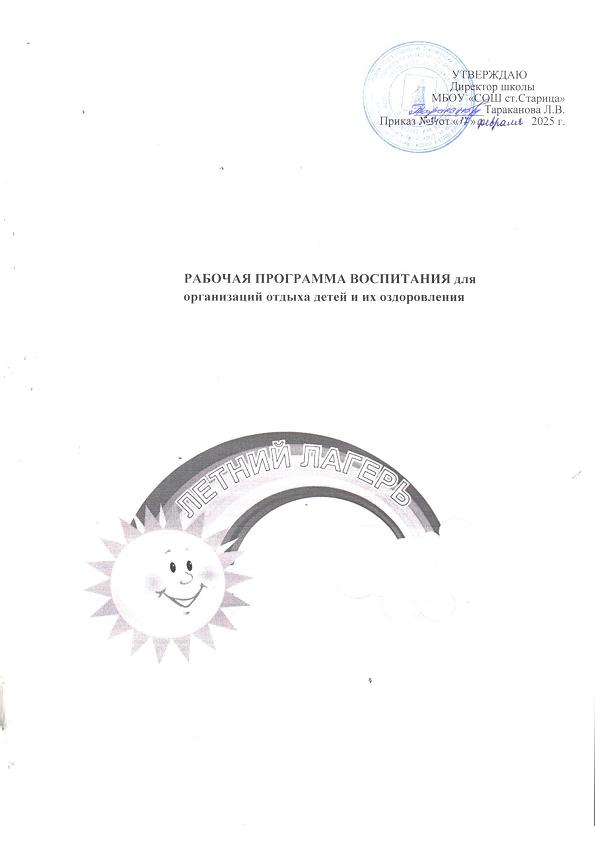 УТВЕРЖДАЮ
Директор школы
МБОУ «СОШ ст.Старица»
Тараканова Л.В.
Приказ № от «17» февраля 2025 г.
РАБОЧАЯ ПРОГРАММА ВОСПИТАНИЯ для
организаций отдыха детей и их оздоровления
ЛЕТНИЙ ЛАГЕРЬ